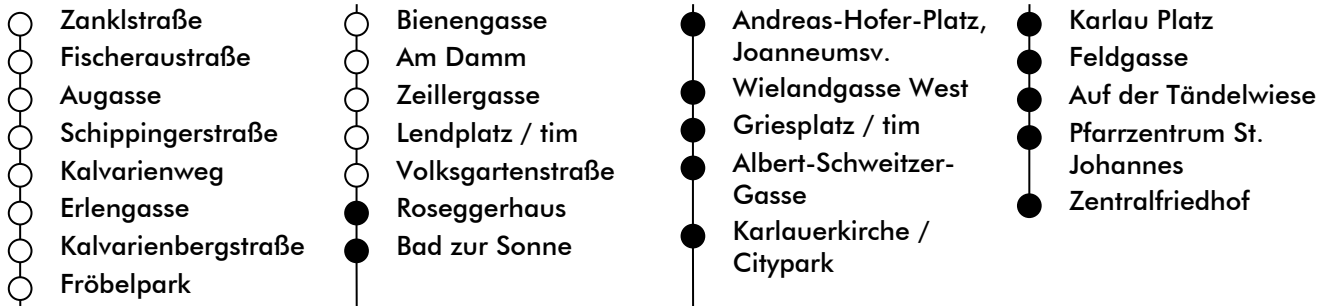 Zanklstraße
Fischeraustraße
Augasse
Schippingerstraße
Kalvarienweg
Erlengasse
Kalvarienbergstraße
Fröbelpark
Bienengasse
Am Damm
Zeillergasse
Lendplatz / tim
Volksgartenstraße
Roseggerhaus
Bad zur Sonne
Andreas-Hofer-Platz,
Joanneumsv.
Wielandgasse West
Griesplatz / tim
Albert-Schweitzer-
Gasse
Karlauerkirche /
Citypark
Karlau Platz
Feldgasse
Auf der Tändelwiese
Pfarrzentrum St.
Johannes
Zentralfriedhof